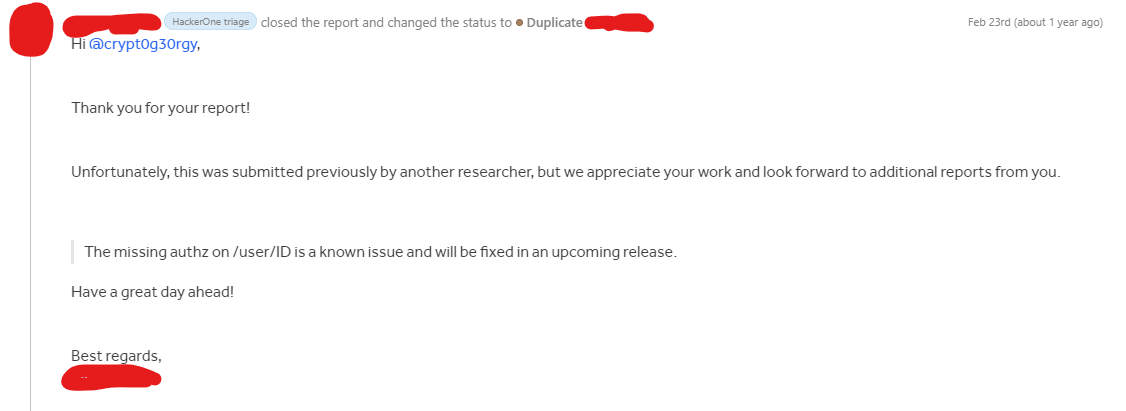 HackerOne triage closed the report and changed the status to Duplicate Feb 23rd (about 1 year ago)
Hi @crypt0g30rgy,
Thank you for your report!
Unfortunately, this was submitted previously by another researcher, but we appreciate your work and look forward to additional reports from you.
The missing authz on /user/ID is a known issue and will be fixed in an upcoming release.
Have a great day ahead!
Best regards,